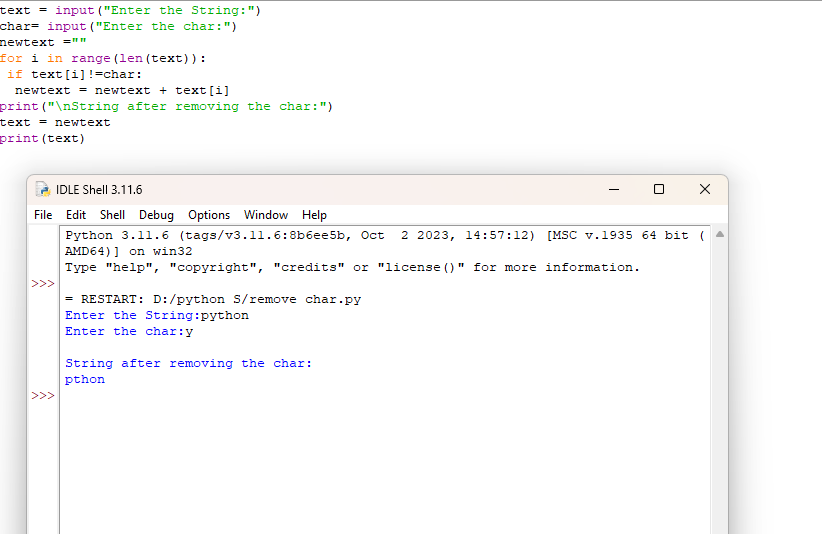 text = input("Enter the String:")
char= input("Enter the char:")
newtext =""
for i in range(len(text)):
 if text[i]!=char:
  newtext = newtext + text[i]
print("\nString after removing the char:")
text = newtext
print(text)
IDLE Shell 3.11.6
File Edit Shell Debug Options Window Help
Python 3.11.6 (tags/v3.11.6:8b6ee5b, Oct  2 2023, 14:57:12) [MSC v.1935 64 bit (
AMD64)] on win32
Type "help", "copyright", "credits" or "license()" for more information.
>>>
= RESTART: D:/python S/remove char.py
Enter the String:python
Enter the char:y
String after removing the char:
pthon
>>>